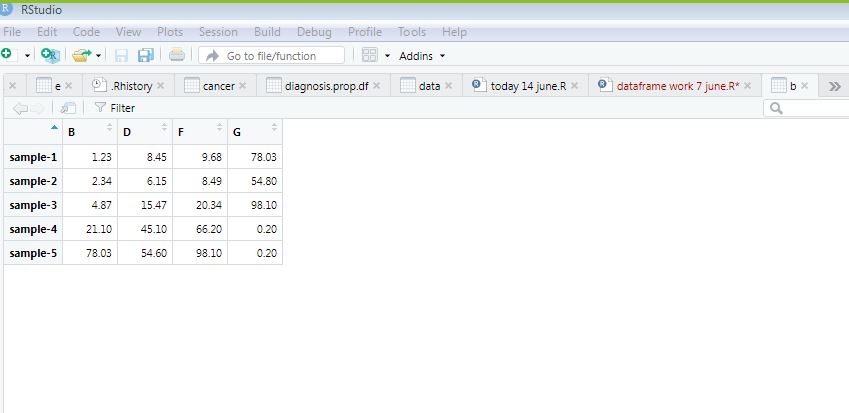 RStudio
File Edit Code View Plots Session Build Debug Profile Tools Help
Go to file/function Addins
e .Rhistory cancer diagnosis.prop.df data today 14 june.R dataframe work 7 june.R* b
Filter
B D F G
sample-1 1.23 8.45 9.68 78.03
sample-2 2.34 6.15 8.49 54.80
sample-3 4.87 15.47 20.34 98.10
sample-4 21.10 45.10 66.20 0.20
sample-5 78.03 54.60 98.10 0.20